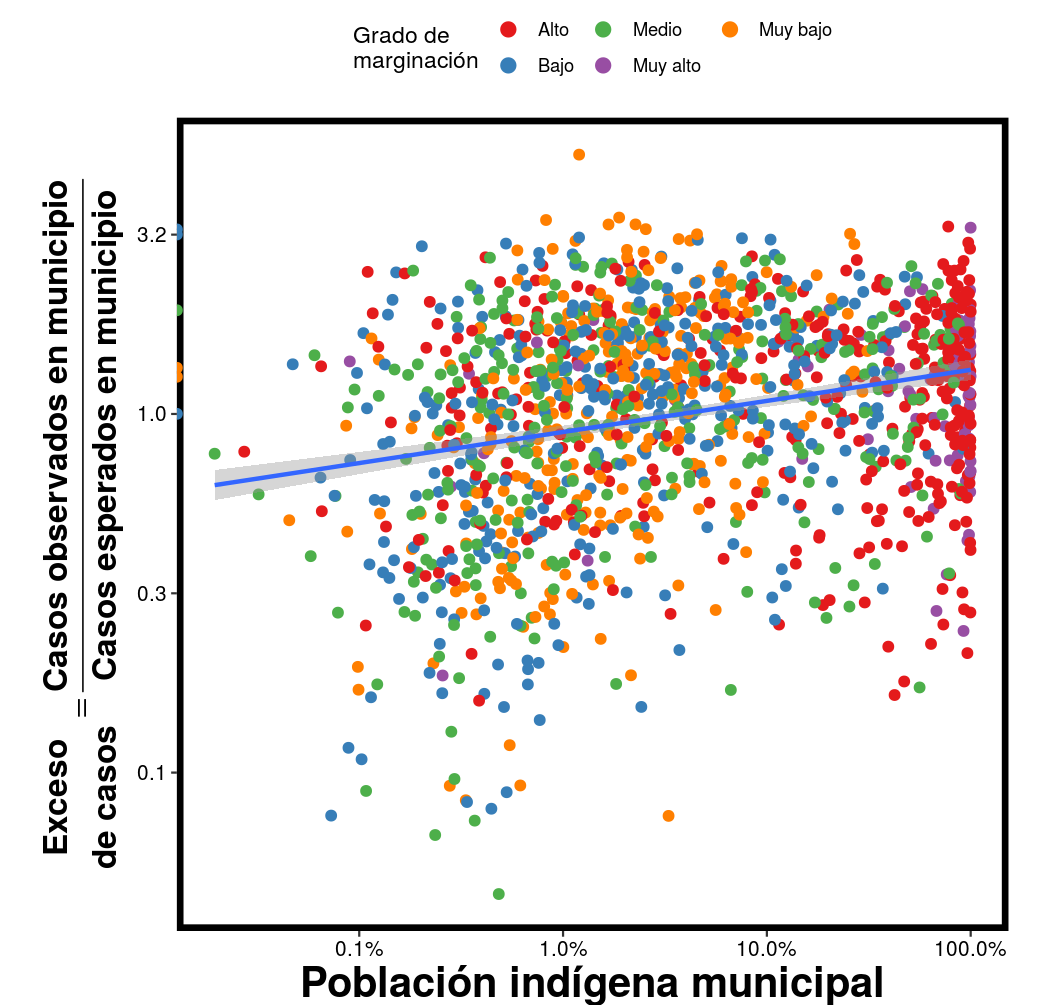 Grado de
marginación
Alto
Medio
Muy bajo
Bajo
Muy alto
Exceso = Casos observados en municipio
de casos Casos esperados en municipio
3.2
1.0
0.3
0.1
0.1%
1.0%
10.0%
100.0%
Población indígena municipal